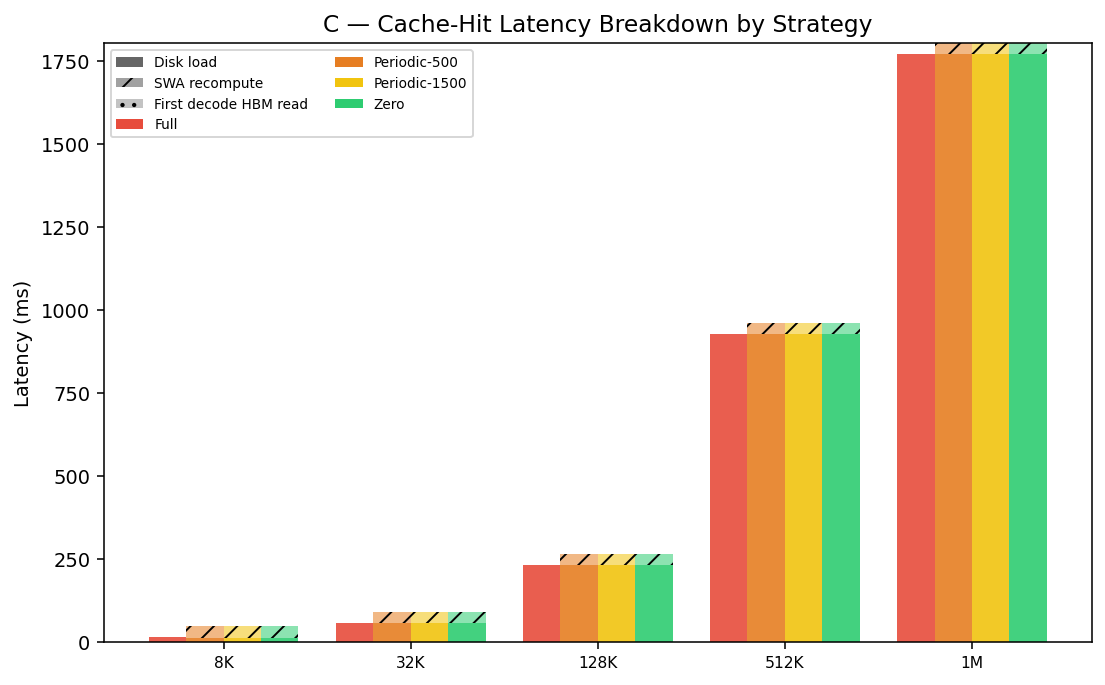 C — Cache-Hit Latency Breakdown by Strategy
Disk load
SWA recompute
First decode HBM read
Full
Periodic-500
Periodic-1500
Zero
Latency (ms)
1750
1500
1250
1000
750
500
250
0
8K
32K
128K
512K
1M